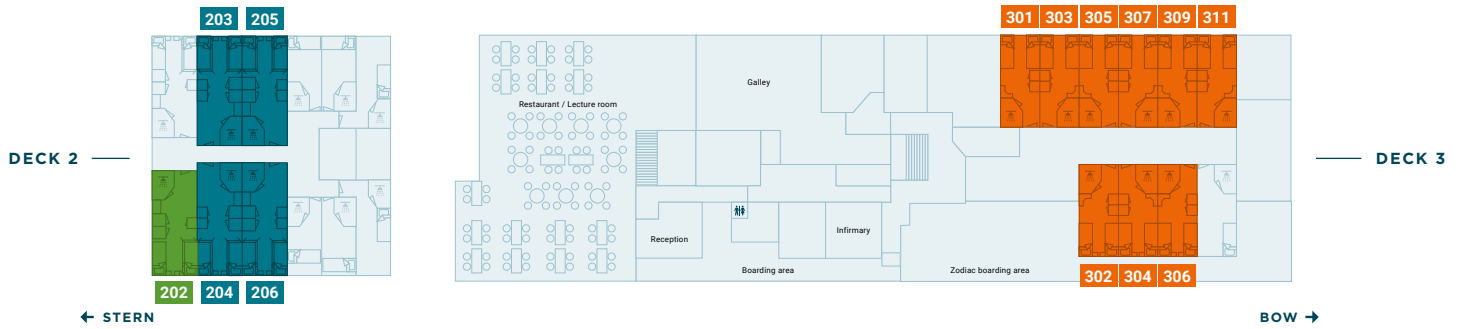 203 205
301 303 305 307 309 311
Galley
Restaurant / Lecture room
DECK 2
DECK 3
Reception
Infirmary
Boarding area
Zodiac boarding area
302 304 306
202 204 206
← STERN
BOW →